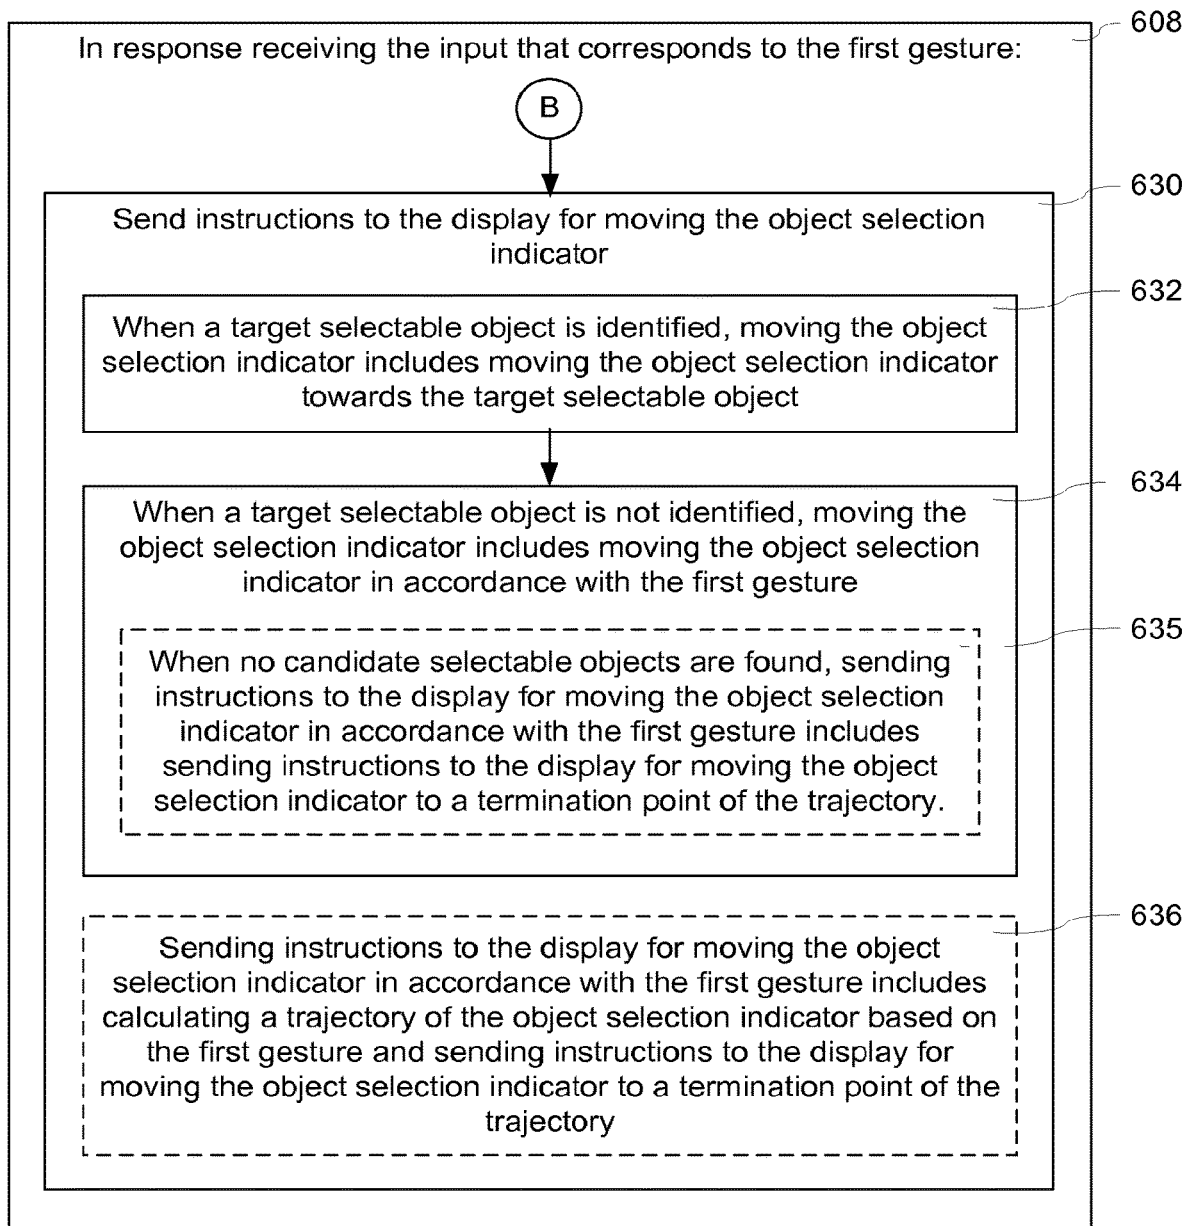 608
In response receiving the input that corresponds to the first gesture:
B
630
Send instructions to the display for moving the object selection
indicator
632
When a target selectable object is identified, moving the object
selection indicator includes moving the object selection indicator
towards the target selectable object
634
When a target selectable object is not identified, moving the
object selection indicator includes moving the object selection
indicator in accordance with the first gesture
635
When no candidate selectable objects are found, sending
instructions to the display for moving the object selection
indicator in accordance with the first gesture includes
sending instructions to the display for moving the object
selection indicator to a termination point of the trajectory.
636
Sending instructions to the display for moving the object
selection indicator in accordance with the first gesture includes
calculating a trajectory of the object selection indicator based on
the first gesture and sending instructions to the display for
moving the object selection indicator to a termination point of the
trajectory